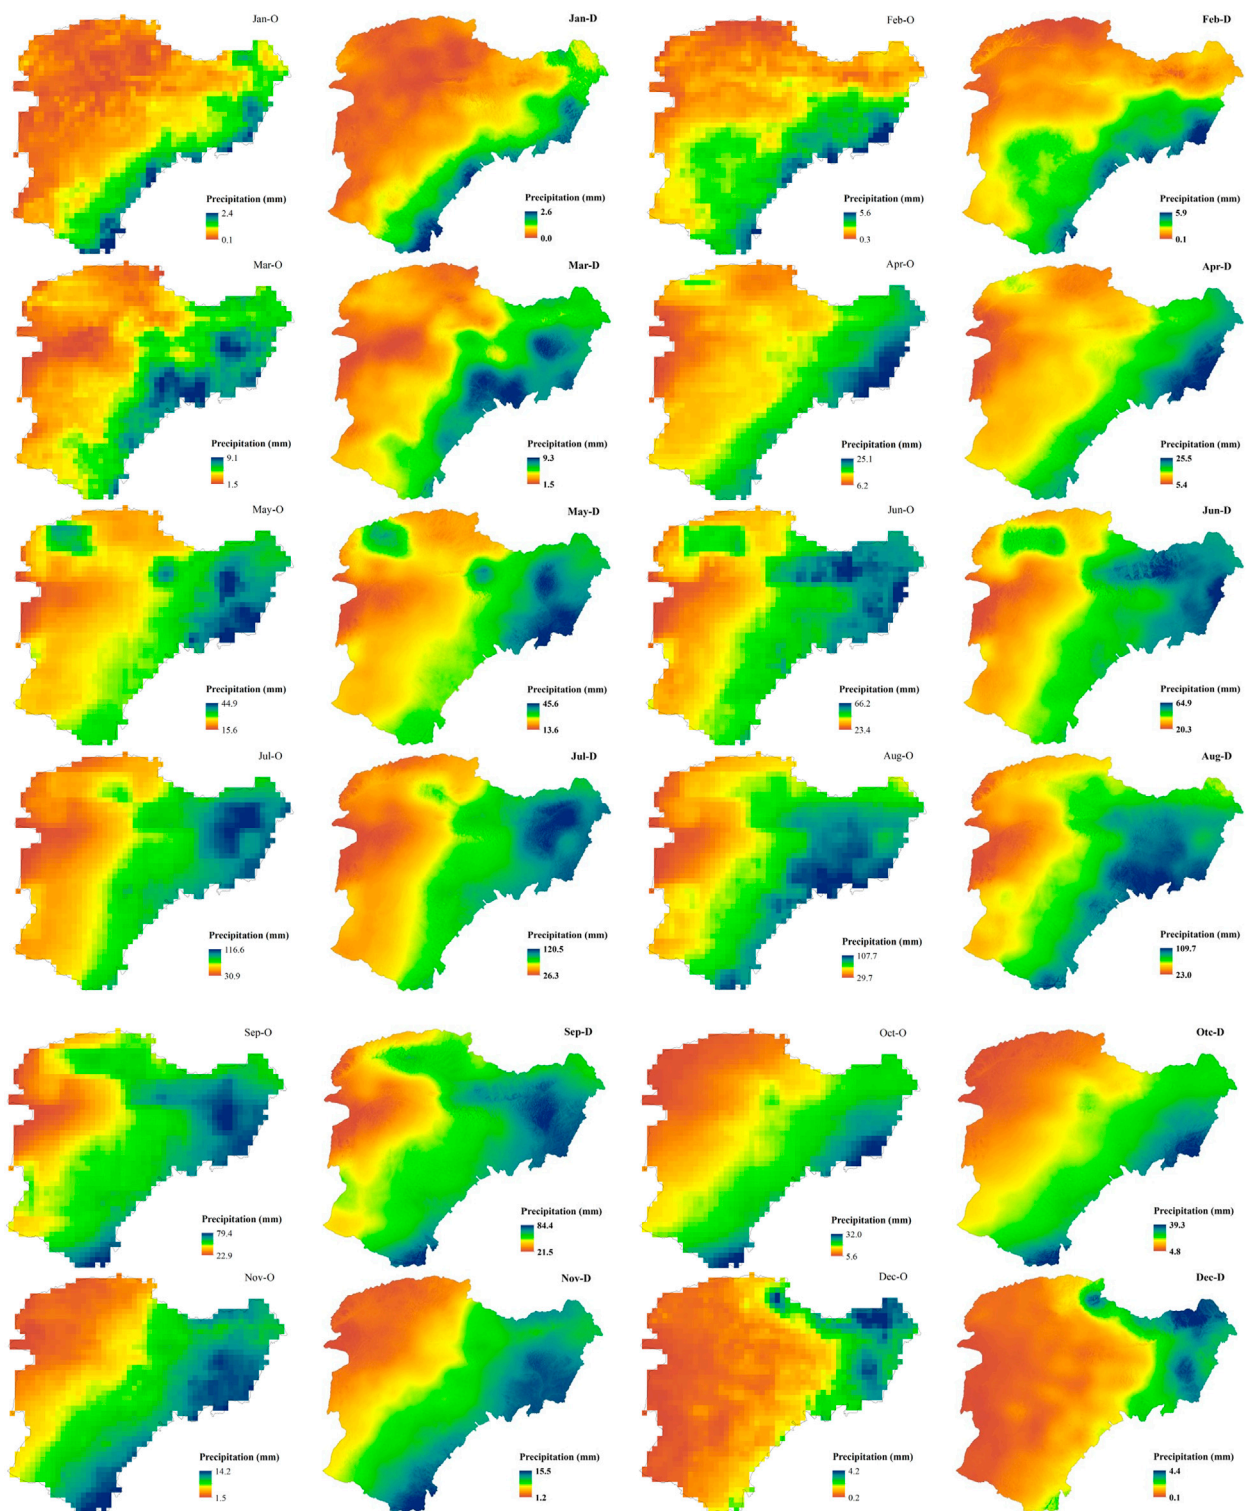 Jan-O
Precipitation (mm)
2.4
0.1
Jan-D
Precipitation (mm)
2.6
0.0
Feb-O
Precipitation (mm)
5.6
0.3
Feb-D
Precipitation (mm)
5.9
0.1
Mar-O
Precipitation (mm)
9.1
1.5
Mar-D
Precipitation (mm)
9.3
1.5
Apr-O
Precipitation (mm)
25.1
6.2
Apr-D
Precipitation (mm)
25.5
5.4
May-O
Precipitation (mm)
44.9
15.6
May-D
Precipitation (mm)
45.6
13.6
Jun-O
Precipitation (mm)
66.2
23.4
Jun-D
Precipitation (mm)
64.9
20.3
Jul-O
Precipitation (mm)
116.6
30.9
Jul-D
Precipitation (mm)
120.5
26.3
Aug-O
Precipitation (mm)
107.7
29.7
Aug-D
Precipitation (mm)
109.7
23.0
Sep-O
Precipitation (mm)
79.4
22.9
Sep-D
Precipitation (mm)
84.4
21.5
Oct-O
Precipitation (mm)
32.0
5.6
Otc-D
Precipitation (mm)
39.3
4.8
Nov-O
Precipitation (mm)
14.2
1.5
Nov-D
Precipitation (mm)
15.5
1.2
Dec-O
Precipitation (mm)
4.2
0.2
Dec-D
Precipitation (mm)
4.4
0.1